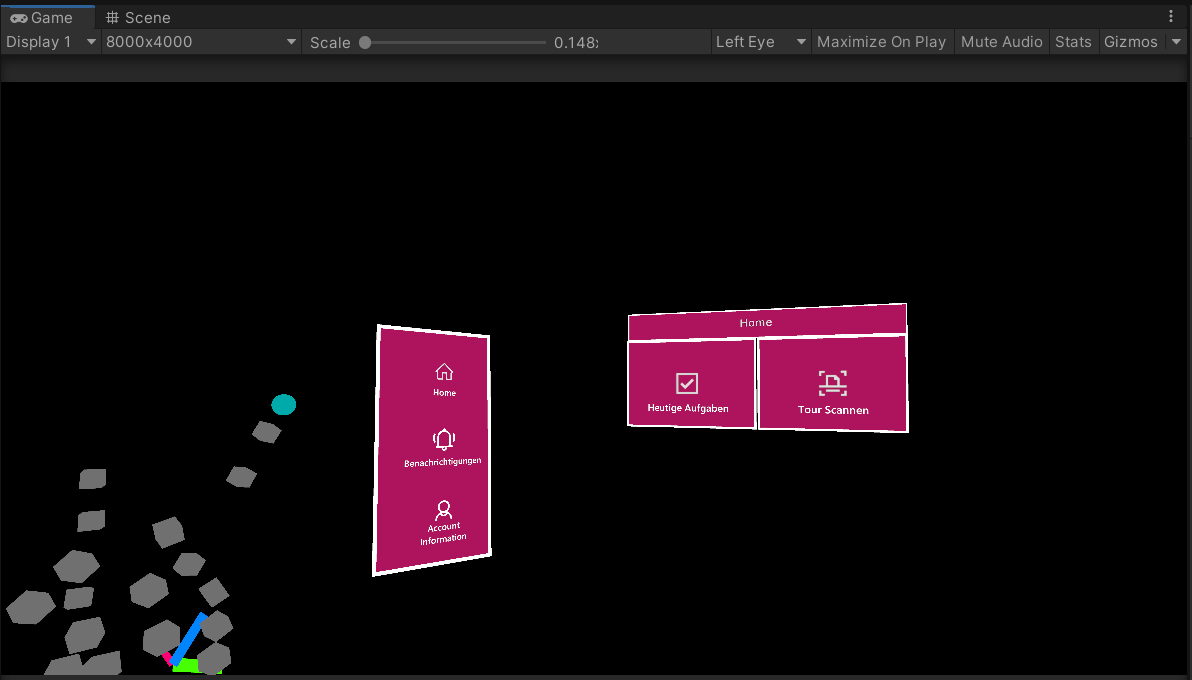 Game
Scene
Display 1
8000x4000
Scale
0.148x
Left Eye
Maximize On Play
Mute Audio
Stats
Gizmos
Home
Heutige Aufgaben
Tour Scannen
Home
Benachrichtigungen
Account
Information